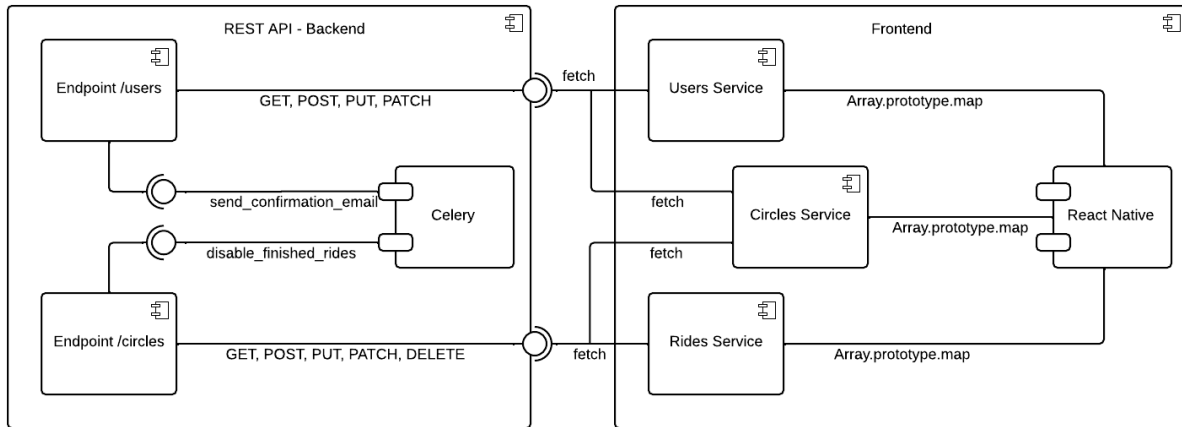 REST API - Backend
Frontend
Endpoint /users
GET, POST, PUT, PATCH
fetch
Users Service
Array.prototype.map
send_confirmation_email
Celery
fetch
Circles Service
Array.prototype.map
React Native
disable_finished_rides
fetch
Endpoint /circles
GET, POST, PUT, PATCH, DELETE
fetch
Rides Service
Array.prototype.map